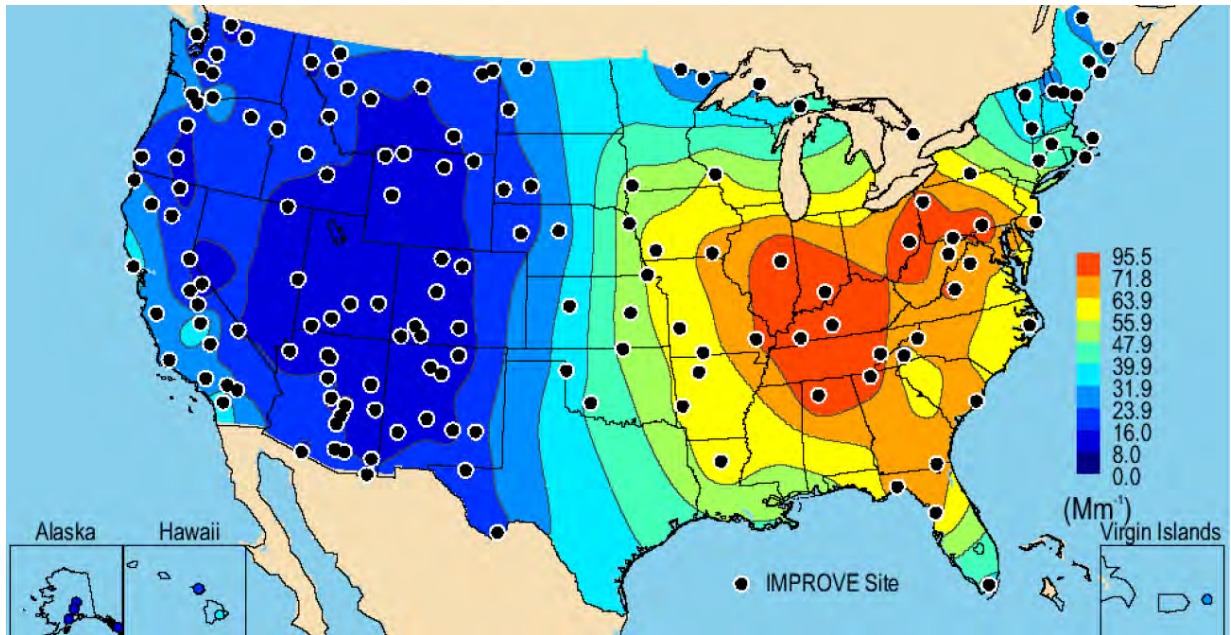 95.5
71.8
63.9
55.9
47.9
39.9
31.9
23.9
16.0
8.0
0.0
(Mm⁻¹)
Alaska
Hawaii
Virgin Islands
IMPROVE Site